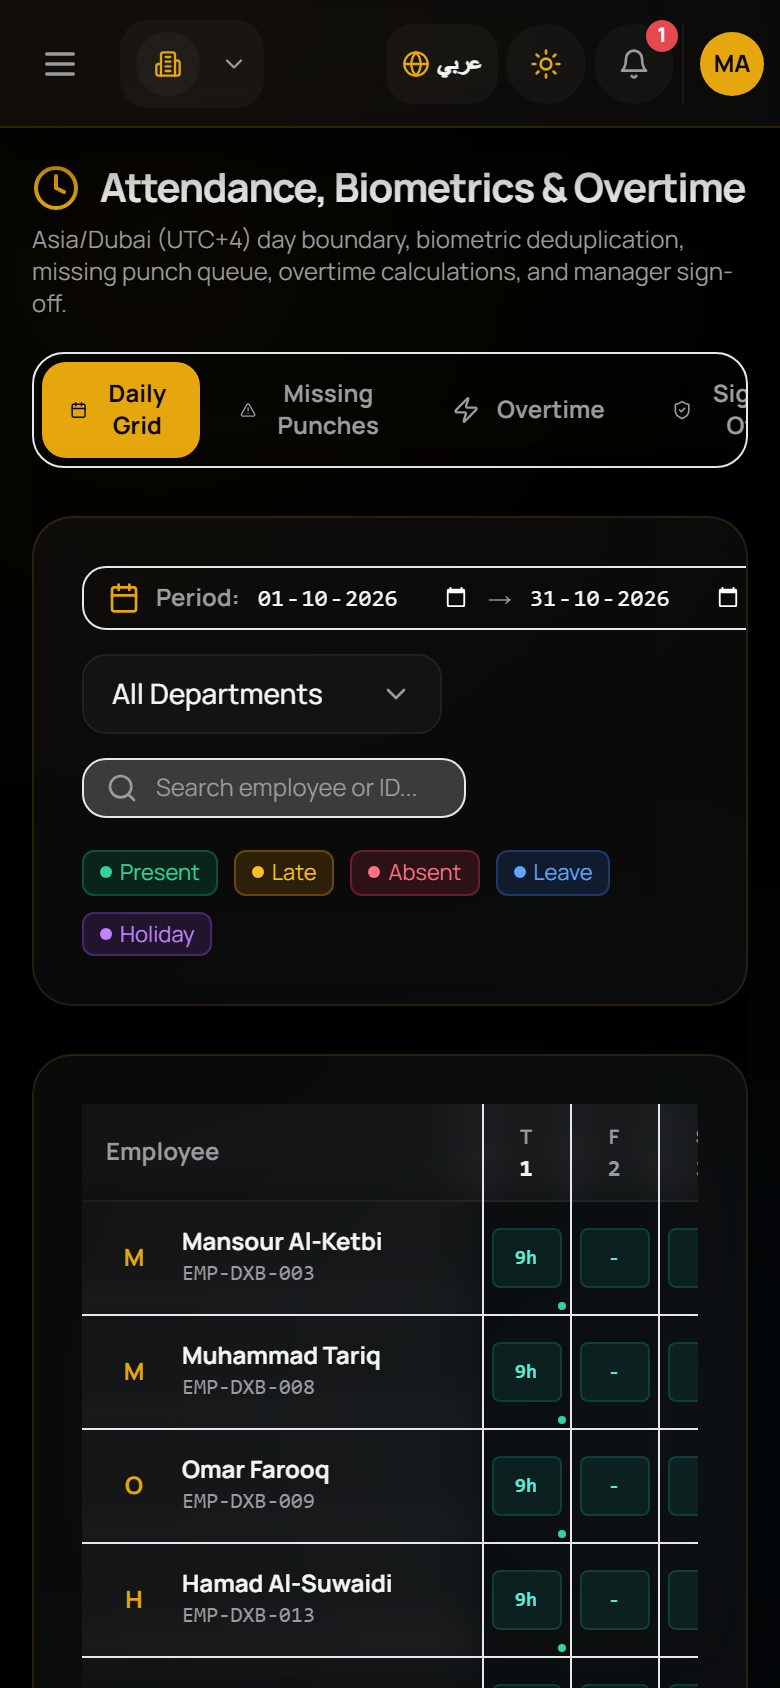 عربي
1
MA
Attendance, Biometrics & Overtime
Asia/Dubai (UTC+4) day boundary, biometric deduplication,
missing punch queue, overtime calculations, and manager sign-
off.
Daily
Grid
Missing
Punches
Overtime
Period: 01-10-2026 → 31-10-2026
All Departments
Search employee or ID...
Present
Late
Absent
Leave
Holiday
Employee
T
1
F
2
M
Mansour Al-Ketbi
EMP-DXB-003
9h
-
M
Muhammad Tariq
EMP-DXB-008
9h
-
O
Omar Farooq
EMP-DXB-009
9h
-
H
Hamad Al-Suwaidi
EMP-DXB-013
9h
-